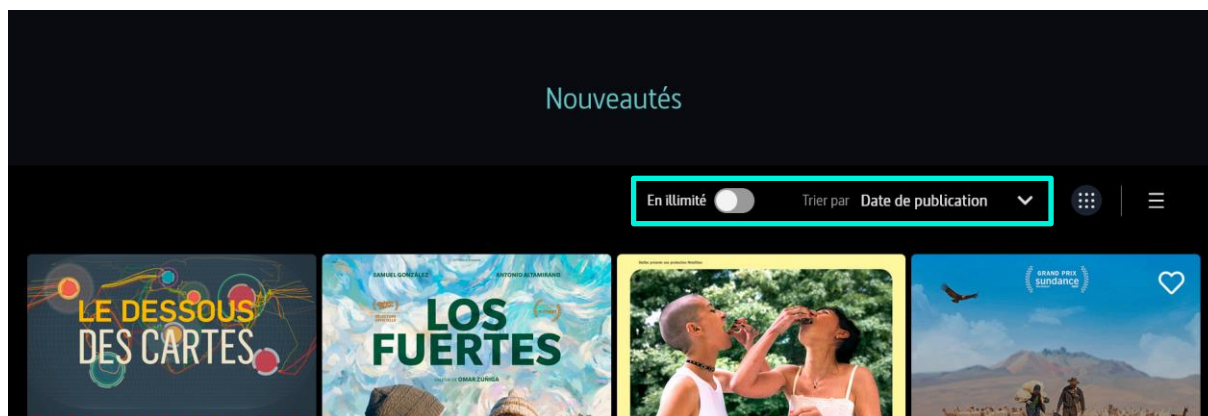 Nouveautés
En illimité Trier par Date de publication
LE DESSOUS
DES CARTES
SAMUEL GONZÁLEZ ANTONIO ALTAMIRANO
LOS
FUERTES
OMAR ZÚÑIGA
GRAND PRIX
sundance